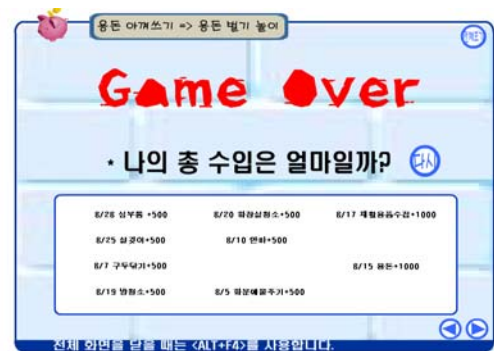 용돈 아껴쓰기 => 용돈 벌기 놀이
Game Over
* 나의 총 수입은 얼마일까? 다시
8/28 심부름 +500 8/20 화장실청소+500 8/17 재활용품수집+1000
8/25 설겆이+500 8/10 안마+500
8/7 구두닦기+500 8/15 용돈+1000
8/19 방청소+500 8/5 화분에물주기+500
전체 화면을 닫을 때는 <ALT+F4>를 사용합니다.